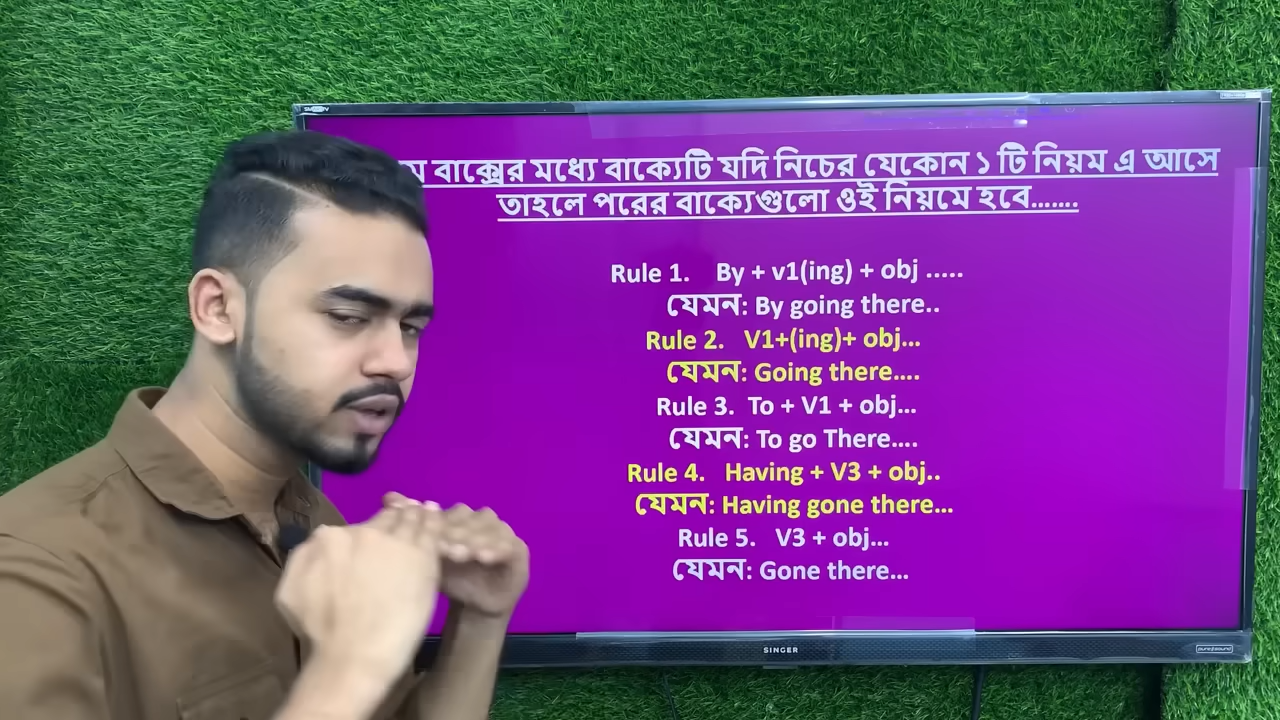 বাক্সের মধ্যে বাক্যেটি যদি নিচের যেকোন ১ টি নিয়ম এ আসে
তাহলে পরের বাক্যেগুলো ওই নিয়মে হবে.......
Rule 1. By + v1(ing) + obj .....
যেমন: By going there..
Rule 2. V1+(ing)+ obj...
যেমন: Going there....
Rule 3. To + V1 + obj...
যেমন: To go There....
Rule 4. Having + V3 + obj..
যেমন: Having gone there...
Rule 5. V3 + obj...
যেমন: Gone there...
SINGER